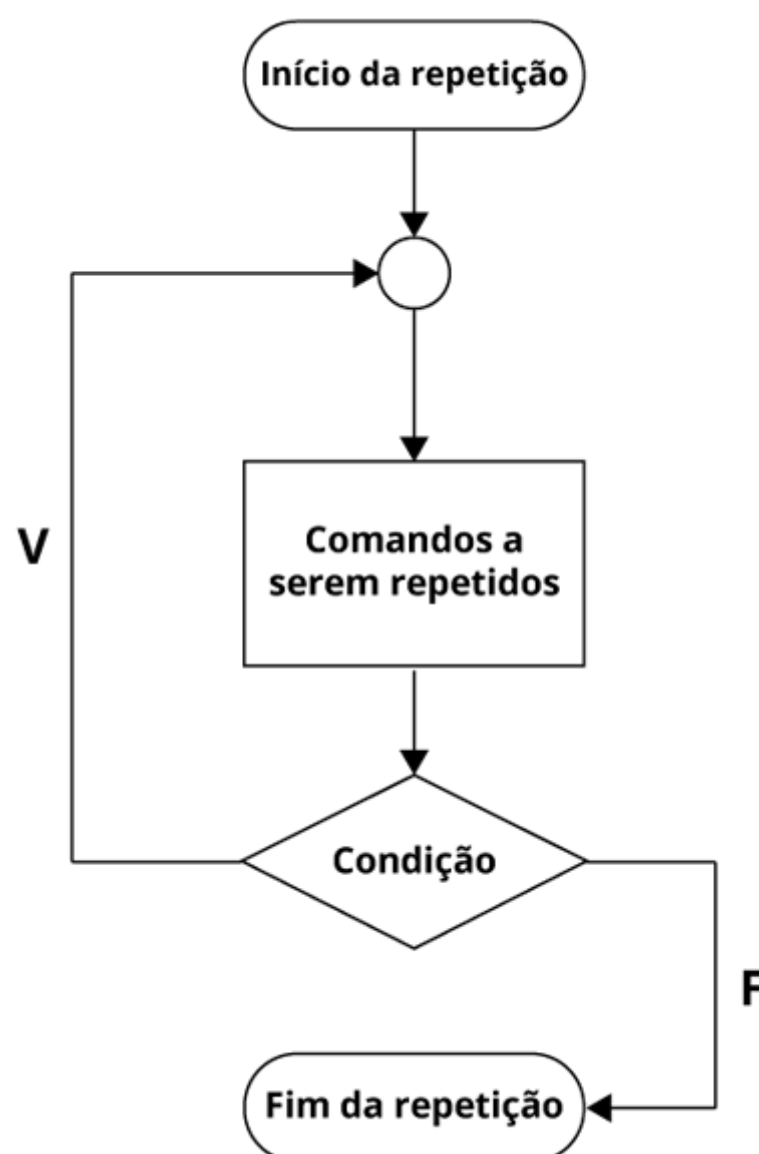 Início da repetição
V
Comandos a
serem repetidos
Condição
F
Fim da repetição